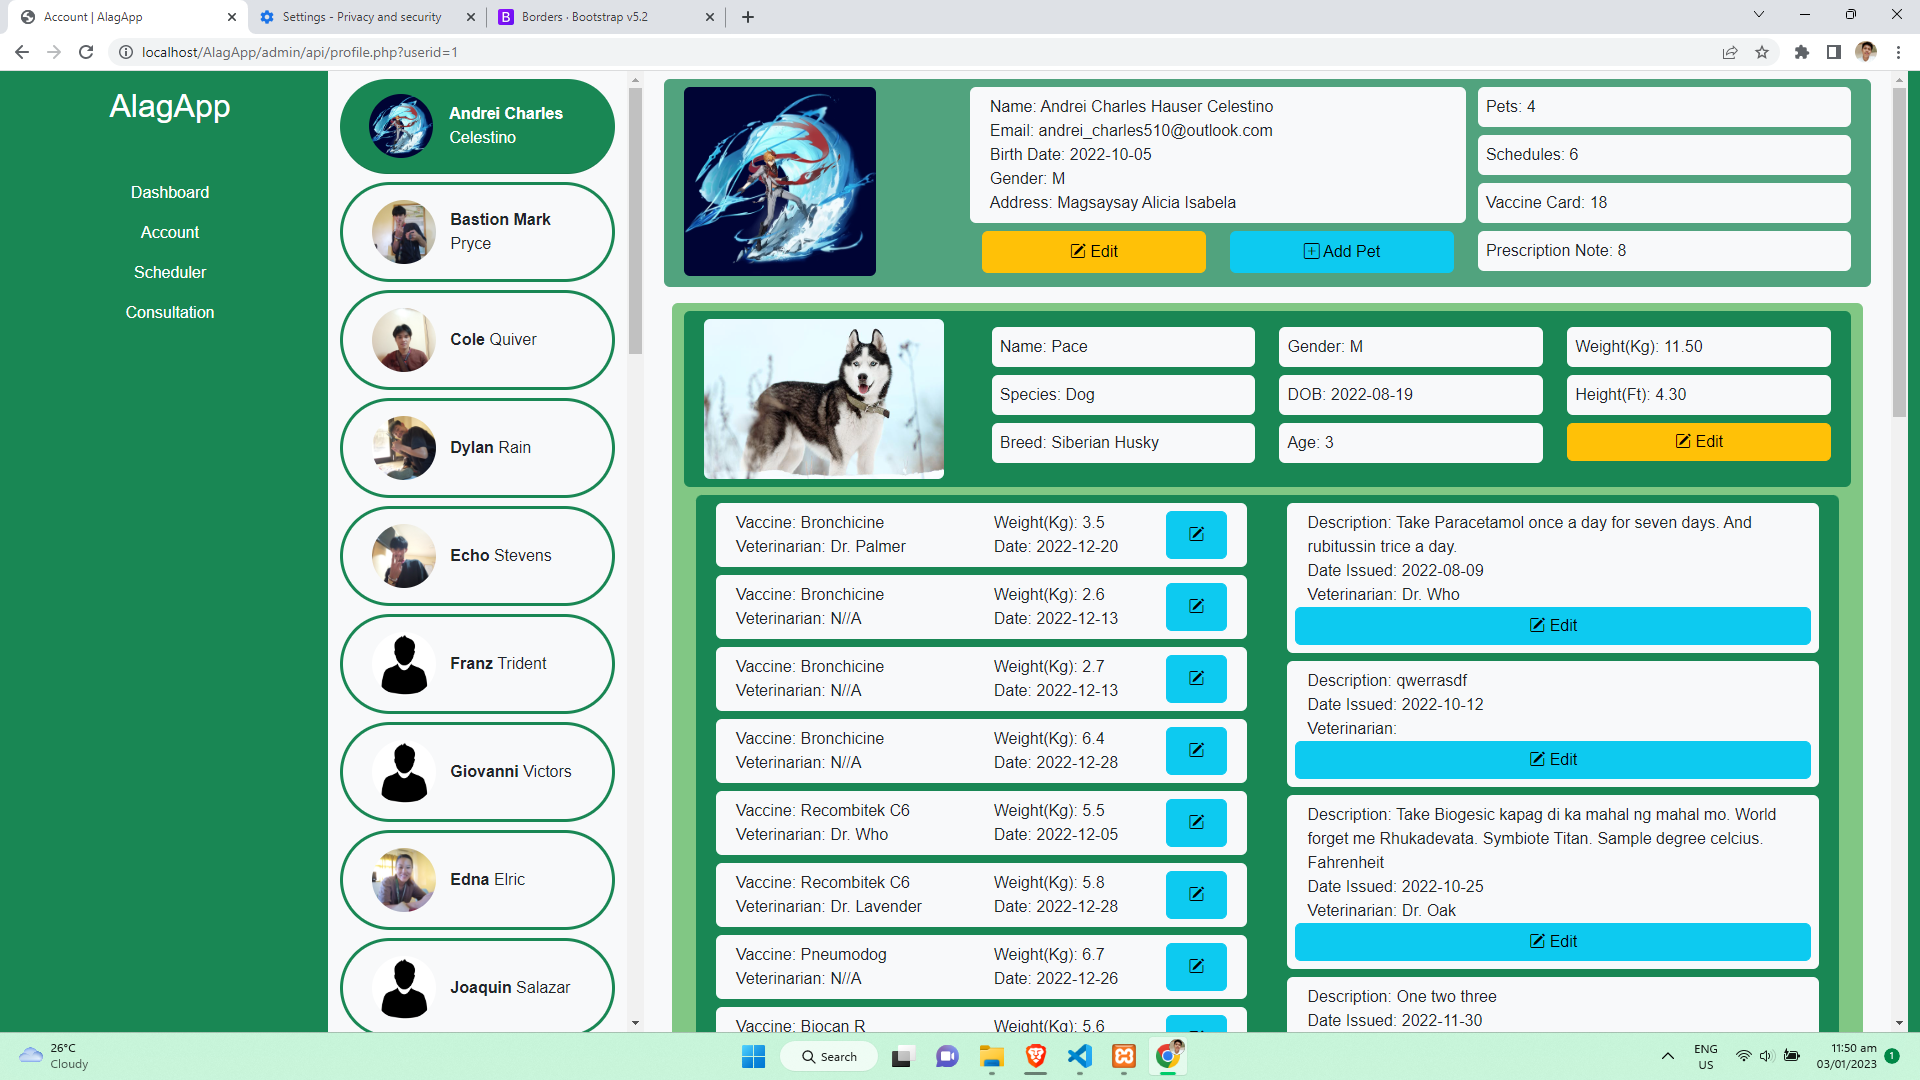 Account | AlagApp
Settings - Privacy and security
B
Borders · Bootstrap v5.2
localhost/AlagApp/admin/api/profile.php?userid=1
AlagApp
Dashboard
Account
Scheduler
Consultation
Andrei Charles
Celestino
Bastion Mark
Pryce
Cole Quiver
Dylan Rain
Echo Stevens
Franz Trident
Giovanni Victors
Edna Elric
Joaquin Salazar
Name: Andrei Charles Hauser Celestino
Email: andrei_charles510@outlook.com
Birth Date: 2022-10-05
Gender: M
Address: Magsaysay Alicia Isabela
Edit
Add Pet
Pets: 4
Schedules: 6
Vaccine Card: 18
Prescription Note: 8
Name: Pace
Species: Dog
Breed: Siberian Husky
Gender: M
DOB: 2022-08-19
Age: 3
Weight(Kg): 11.50
Height(Ft): 4.30
Edit
Vaccine: Bronchicine
Veterinarian: Dr. Palmer
Weight(Kg): 3.5
Date: 2022-12-20
Vaccine: Bronchicine
Veterinarian: N//A
Weight(Kg): 2.6
Date: 2022-12-13
Vaccine: Bronchicine
Veterinarian: N//A
Weight(Kg): 2.7
Date: 2022-12-13
Vaccine: Bronchicine
Veterinarian: N//A
Weight(Kg): 6.4
Date: 2022-12-28
Vaccine: Recombitek C6
Veterinarian: Dr. Who
Weight(Kg): 5.5
Date: 2022-12-05
Vaccine: Recombitek C6
Veterinarian: Dr. Lavender
Weight(Kg): 5.8
Date: 2022-12-28
Vaccine: Pneumodog
Veterinarian: N//A
Weight(Kg): 6.7
Date: 2022-12-26
Vaccine: Biocan R
Weight(Kg): 5.6
Description: Take Paracetamol once a day for seven days. And
rubitussin trice a day.
Date Issued: 2022-08-09
Veterinarian: Dr. Who
Edit
Description: qwerrasdf
Date Issued: 2022-10-12
Veterinarian:
Edit
Description: Take Biogesic kapag di ka mahal ng mahal mo. World
forget me Rhukadevata. Symbiote Titan. Sample degree celcius.
Fahrenheit
Date Issued: 2022-10-25
Veterinarian: Dr. Oak
Edit
Description: One two three
Date Issued: 2022-11-30
26°C
Cloudy
Search
ENG
US
11:50 am
03/01/2023
1